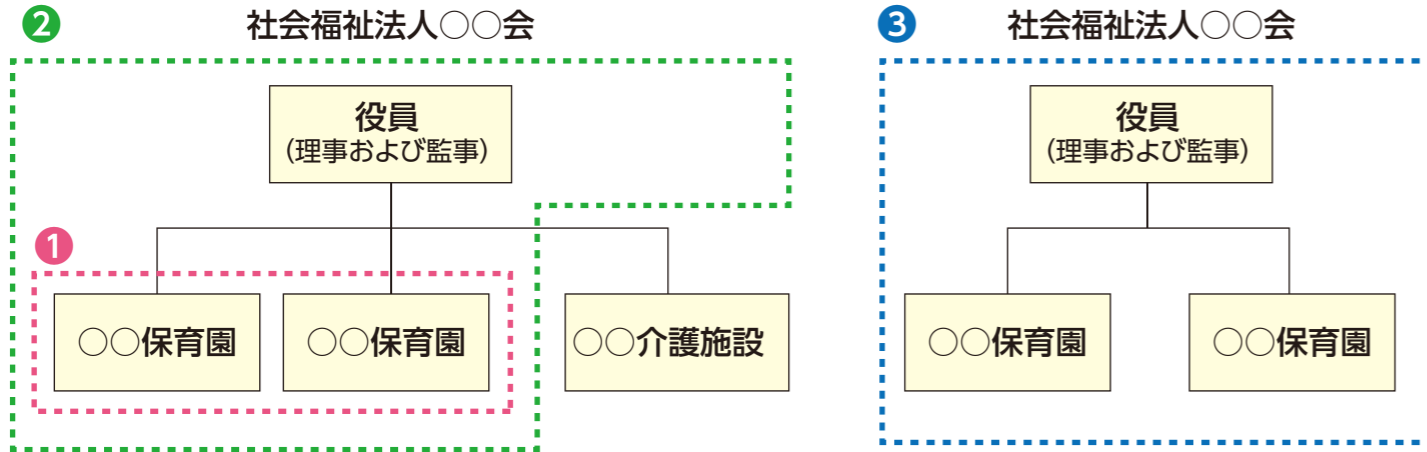 ❷
社会福祉法人○○会
役員
(理事および監事)
❶
○○保育園
○○保育園
○○介護施設
❸
社会福祉法人○○会
役員
(理事および監事)
○○保育園
○○保育園